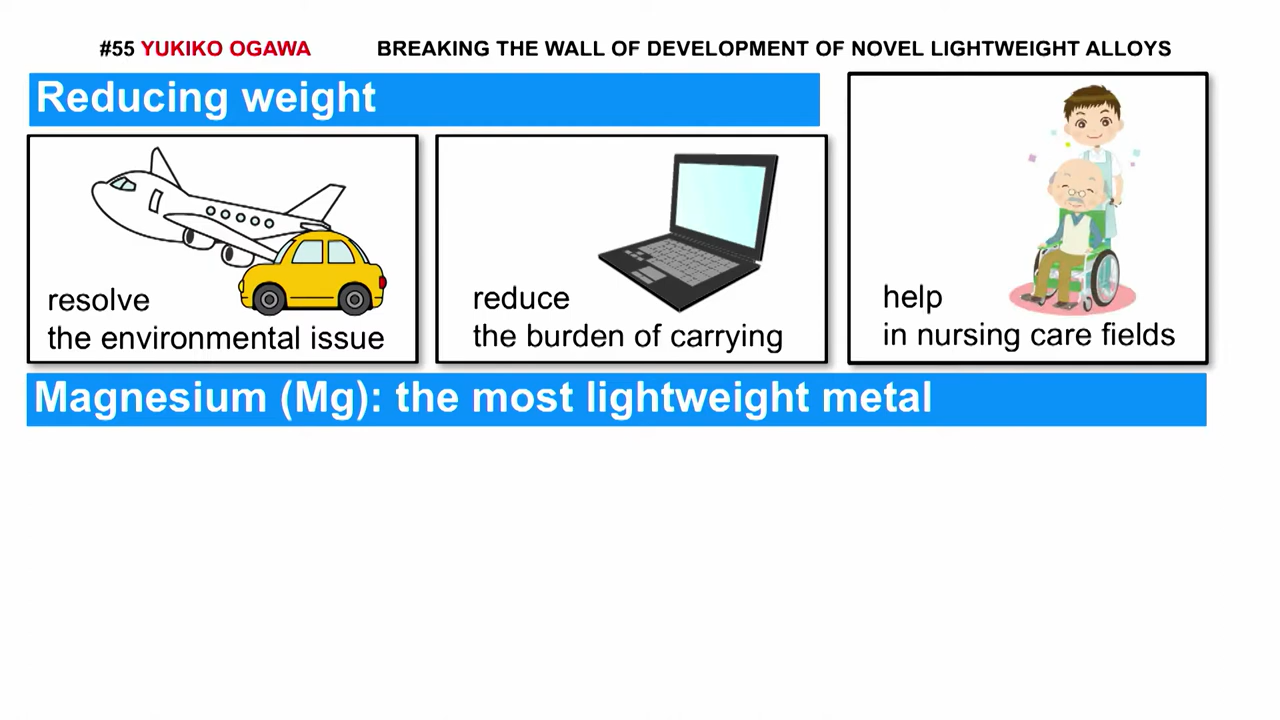 #55 YUKIKO OGAWA
BREAKING THE WALL OF DEVELOPMENT OF NOVEL LIGHTWEIGHT ALLOYS
Reducing weight
resolve
the environmental issue
reduce
the burden of carrying
help
in nursing care fields
Magnesium (Mg): the most lightweight metal